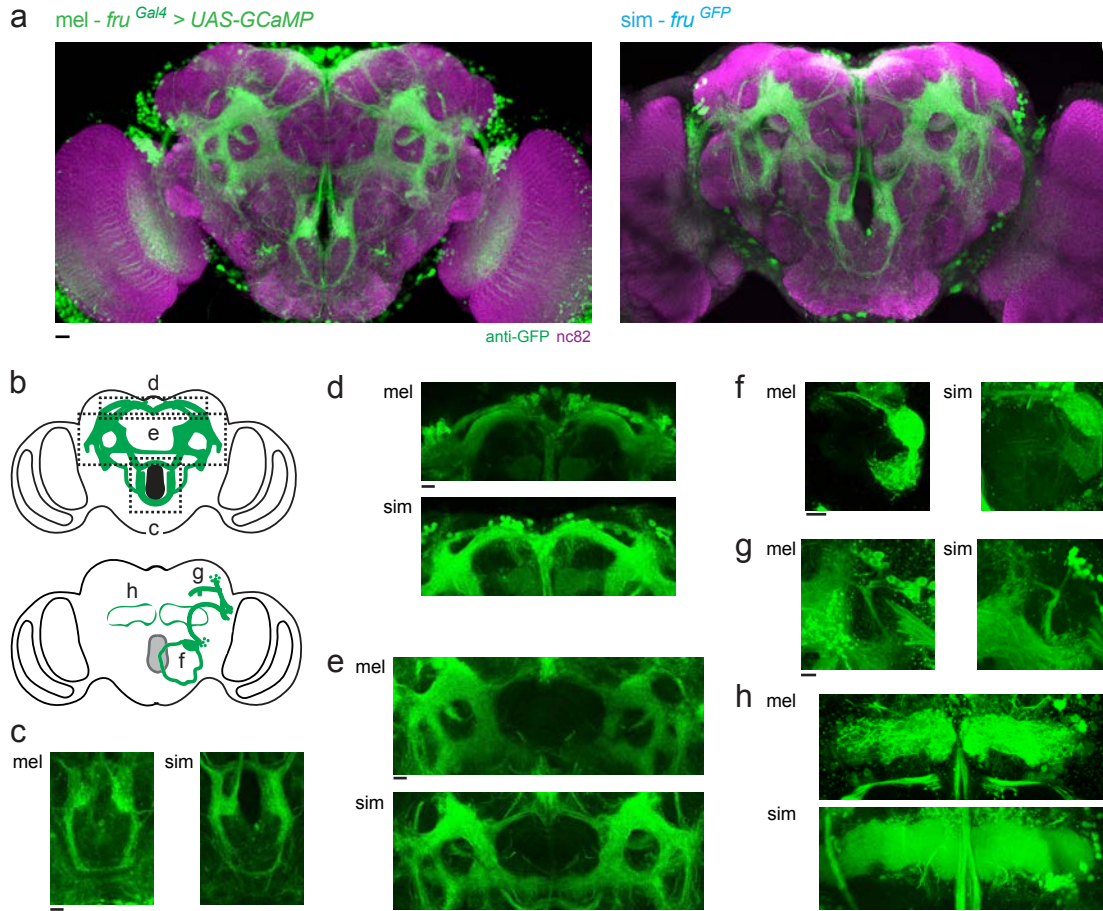 a
mel - fru Gal4 > UAS-GCaMP
sim - fru GFP
anti-GFP nc82
b
d
e
c
h
g
f
c
mel
sim
d
mel
sim
e
mel
sim
f
mel
sim
g
mel
sim
h
mel
sim